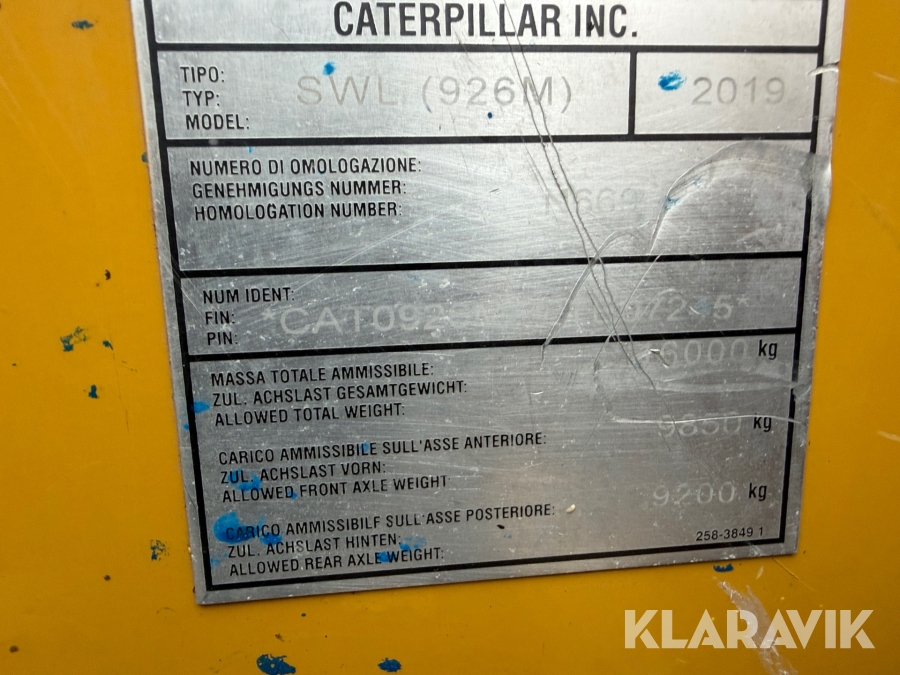 CATERPILLAR INC.
TIPO:
TYP: SWL (926M) 2019
MODEL:
NUMERO DI OMOLOGAZIONE:
GENEHMIGUNGS NUMMER:
HOMOLOGATION NUMBER:
NUM IDENT:
FIN:
PIN:
MASSA TOTALE AMMISSIBILE: kg
ZUL. ACHSLAST GESAMTGEWICHT:
ALLOWED TOTAL WEIGHT:
9850 kg
CARICO AMMISSIBILE SULL'ASSE ANTERIORE:
ZUL. ACHSLAST VORN:
ALLOWED FRONT AXLE WEIGHT 9200 kg
CARICO AMMISSIBILF SULL'ASSE POSTERIORE:
ZUL. ACHSLAST HINTEN:
ALLOWED REAR AXLE WEIGHT:
258-3849 1
KLARAVIK